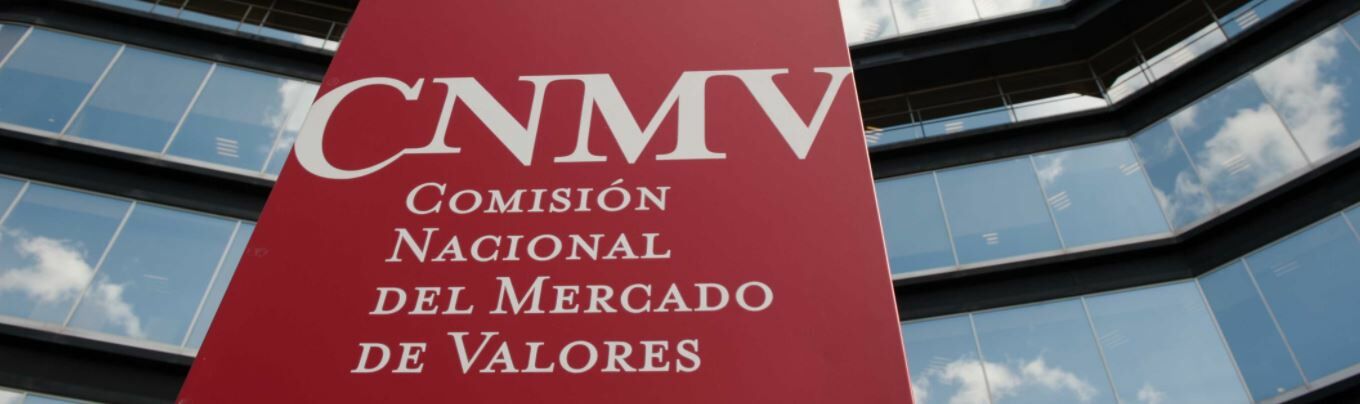 CNMV
COMISIÓN
NACIONAL
DEL MERCADO
DE VALORES